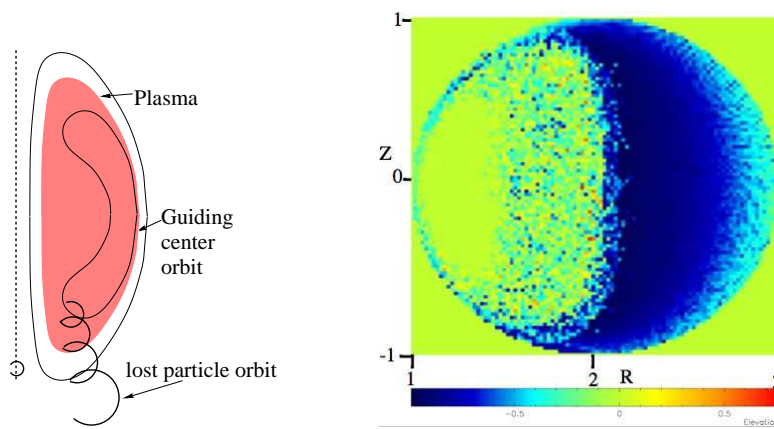 Plasma
Guiding
center
orbit
lost particle orbit
1
Z
0
-1
1
2
R
-0.5
0
0.5